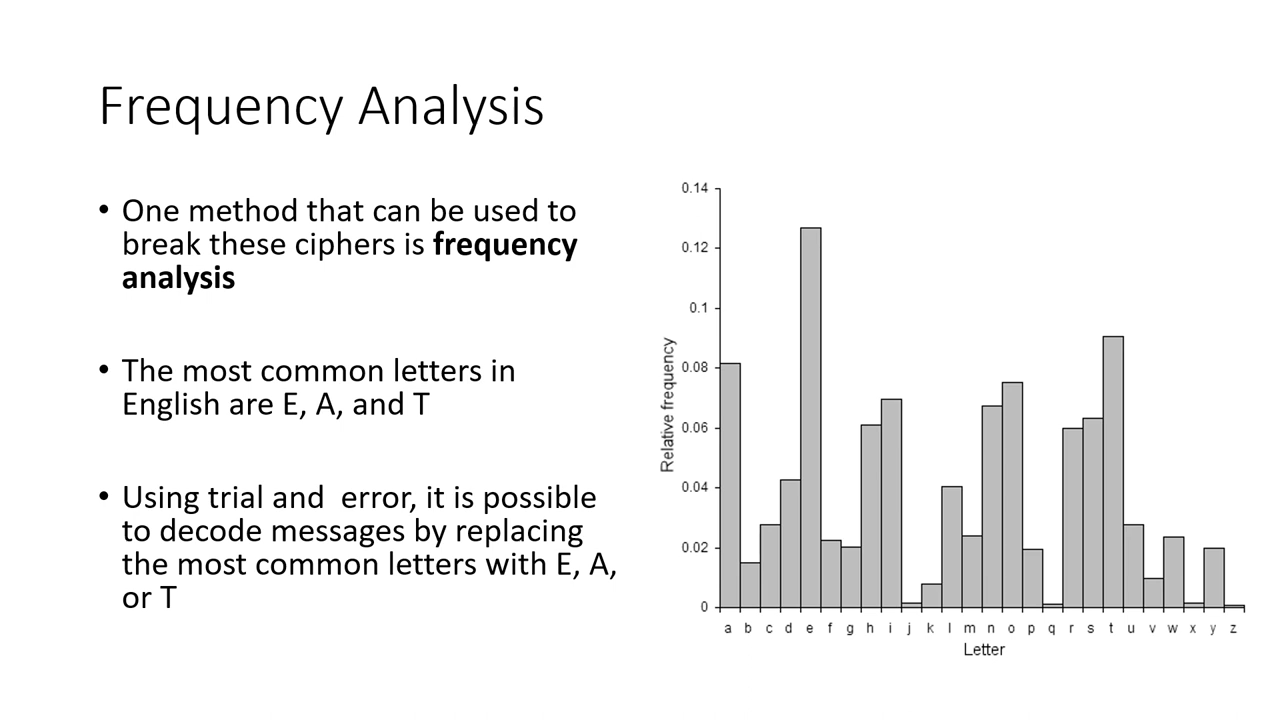 Frequency Analysis
• One method that can be used to
break these ciphers is frequency
analysis
• The most common letters in
English are E, A, and T
• Using trial and  error, it is possible
to decode messages by replacing
the most common letters with E, A,
or T
0.14
0.12
0.1
0.08
0.06
0.04
0.02
0
Relative frequency
a b c d e f g h i j k l m n o p q r s t u v w x y z
Letter